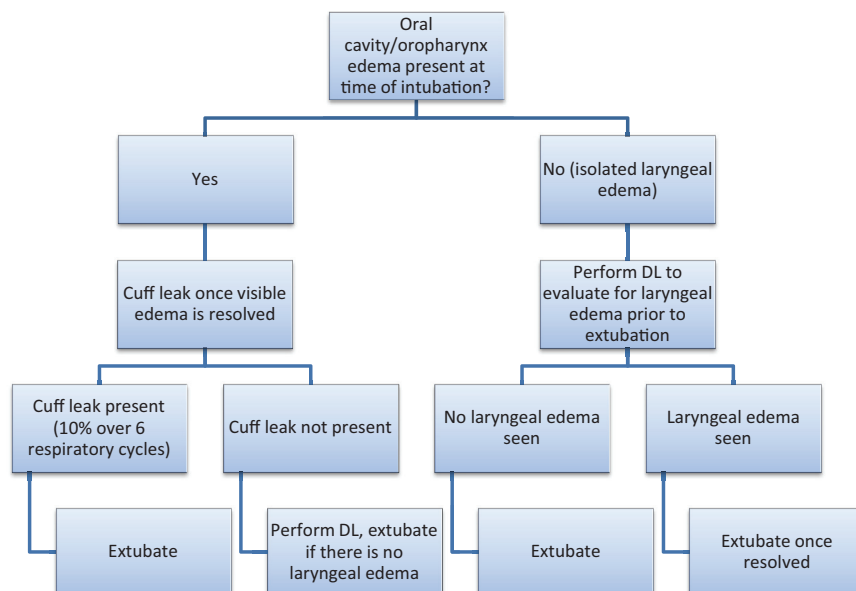 Oral
cavity/oropharynx
edema present at
time of intubation?
Yes
No (isolated laryngeal
edema)
Cuff leak once visible
edema is resolved
Perform DL to
evaluate for laryngeal
edema prior to
extubation
Cuff leak present
(10% over 6
respiratory cycles)
Cuff leak not present
No laryngeal edema
seen
Laryngeal edema
seen
Extubate
Perform DL, extubate
if there is no
laryngeal edema
Extubate
Extubate once
resolved